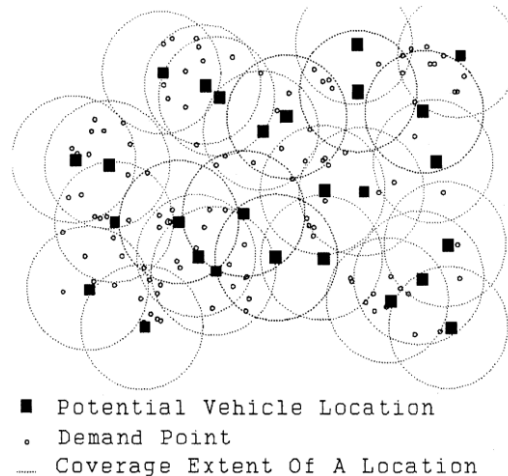 Potential Vehicle Location
Demand Point
Coverage Extent Of A Location